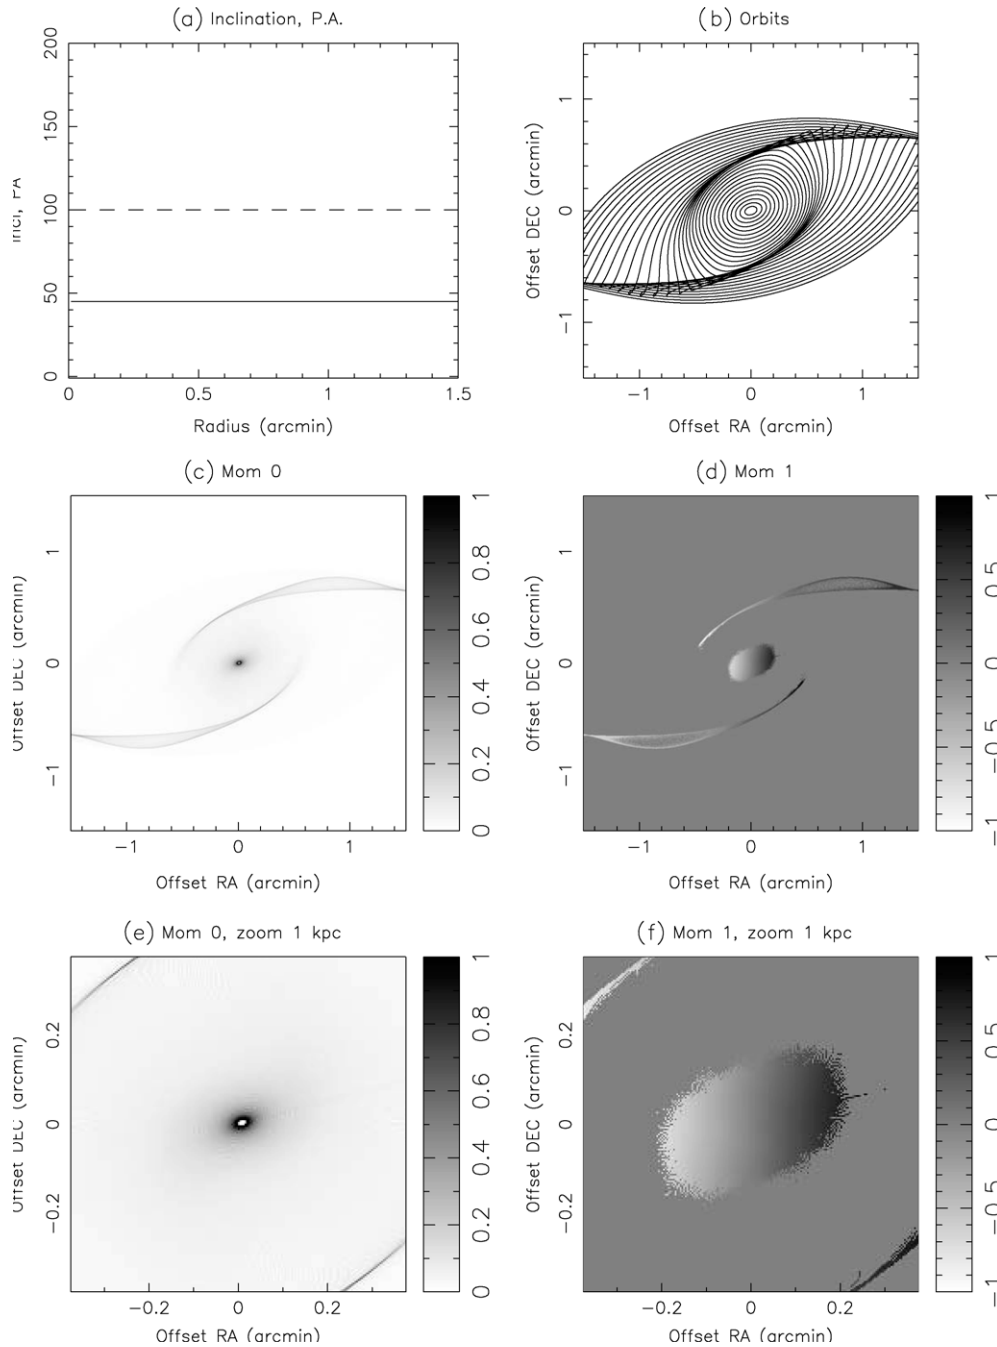 (a) Inclination, P.A.
200
150
100
50
0
Incl, PA
0 0.5 1 1.5
Radius (arcmin)
(b) Orbits
1
0
−1
Offset DEC (arcmin)
−1 0 1
Offset RA (arcmin)
(c) Mom 0
1
0
−1
Offset DEC (arcmin)
−1 0 1
Offset RA (arcmin)
1
0.8
0.6
0.4
0.2
0
(d) Mom 1
1
0
−1
Offset DEC (arcmin)
−1 0 1
Offset RA (arcmin)
1
0.5
0
−0.5
−1
(e) Mom 0, zoom 1 kpc
0.2
0
−0.2
Offset DEC (arcmin)
−0.2 0 0.2
Offset RA (arcmin)
1
0.8
0.6
0.4
0.2
0
(f) Mom 1, zoom 1 kpc
0.2
0
−0.2
Offset DEC (arcmin)
−0.2 0 0.2
Offset RA (arcmin)
1
0.5
0
−0.5
−1